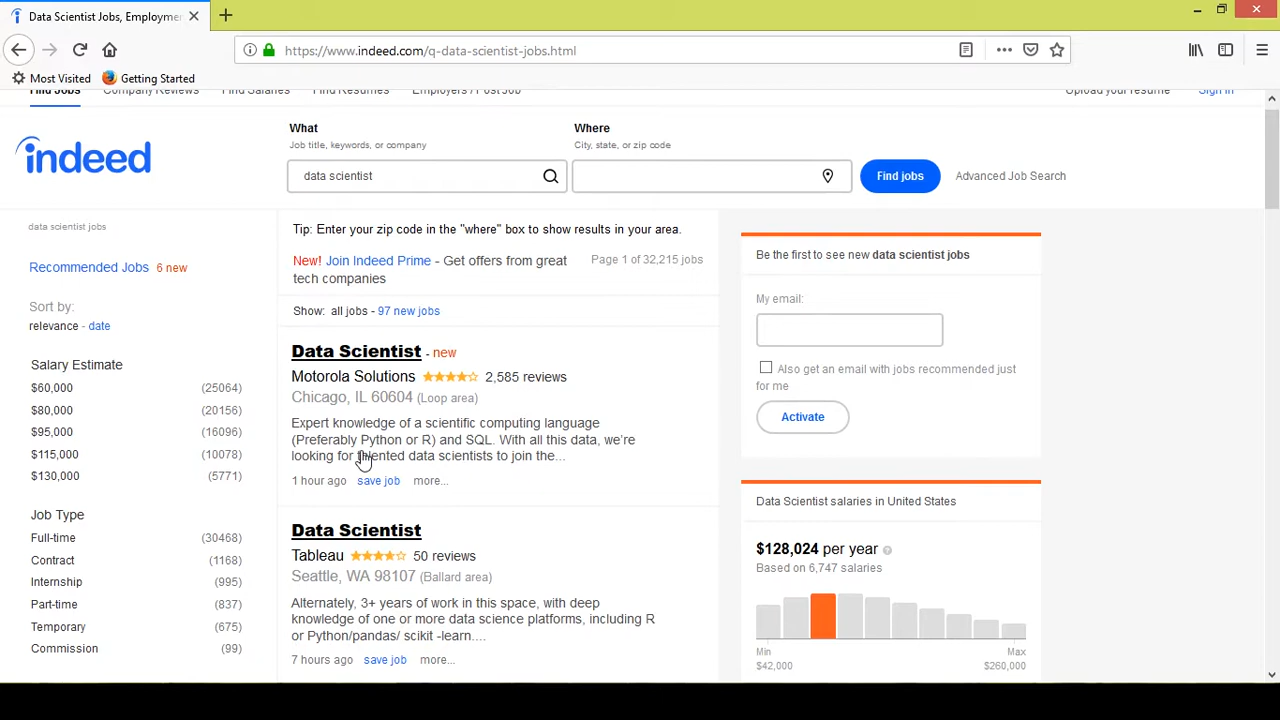 Data Scientist Jobs, Employmen
https://www.indeed.com/q-data-scientist-jobs.html
Most Visited
Getting Started
Find Jobs
Company Reviews
Find Salaries
Find Resumes
Employers / Post Job
Upload your resume
Sign in
indeed
What
Job title, keywords, or company
data scientist
Where
City, state, or zip code
Find jobs
Advanced Job Search
data scientist jobs
Recommended Jobs 6 new
Sort by:
relevance - date
Salary Estimate
$60,000 (25064)
$80,000 (20156)
$95,000 (16096)
$115,000 (10078)
$130,000 (5771)
Job Type
Full-time (30468)
Contract (1168)
Internship (995)
Part-time (837)
Temporary (675)
Commission (99)
Tip: Enter your zip code in the "where" box to show results in your area.
New! Join Indeed Prime - Get offers from great
tech companies
Page 1 of 32,215 jobs
Show: all jobs - 97 new jobs
Data Scientist - new
Motorola Solutions 2,585 reviews
Chicago, IL 60604 (Loop area)
Expert knowledge of a scientific computing language
(Preferably Python or R) and SQL. With all this data, we're
looking for talented data scientists to join the...
1 hour ago save job more...
Data Scientist
Tableau 50 reviews
Seattle, WA 98107 (Ballard area)
Alternately, 3+ years of work in this space, with deep
knowledge of one or more data science platforms, including R
or Python/pandas/ scikit -learn....
7 hours ago save job more...
Be the first to see new data scientist jobs
My email:
Also get an email with jobs recommended just
for me
Activate
Data Scientist salaries in United States
$128,024 per year
Based on 6,747 salaries
Min
$42,000
Max
$260,000